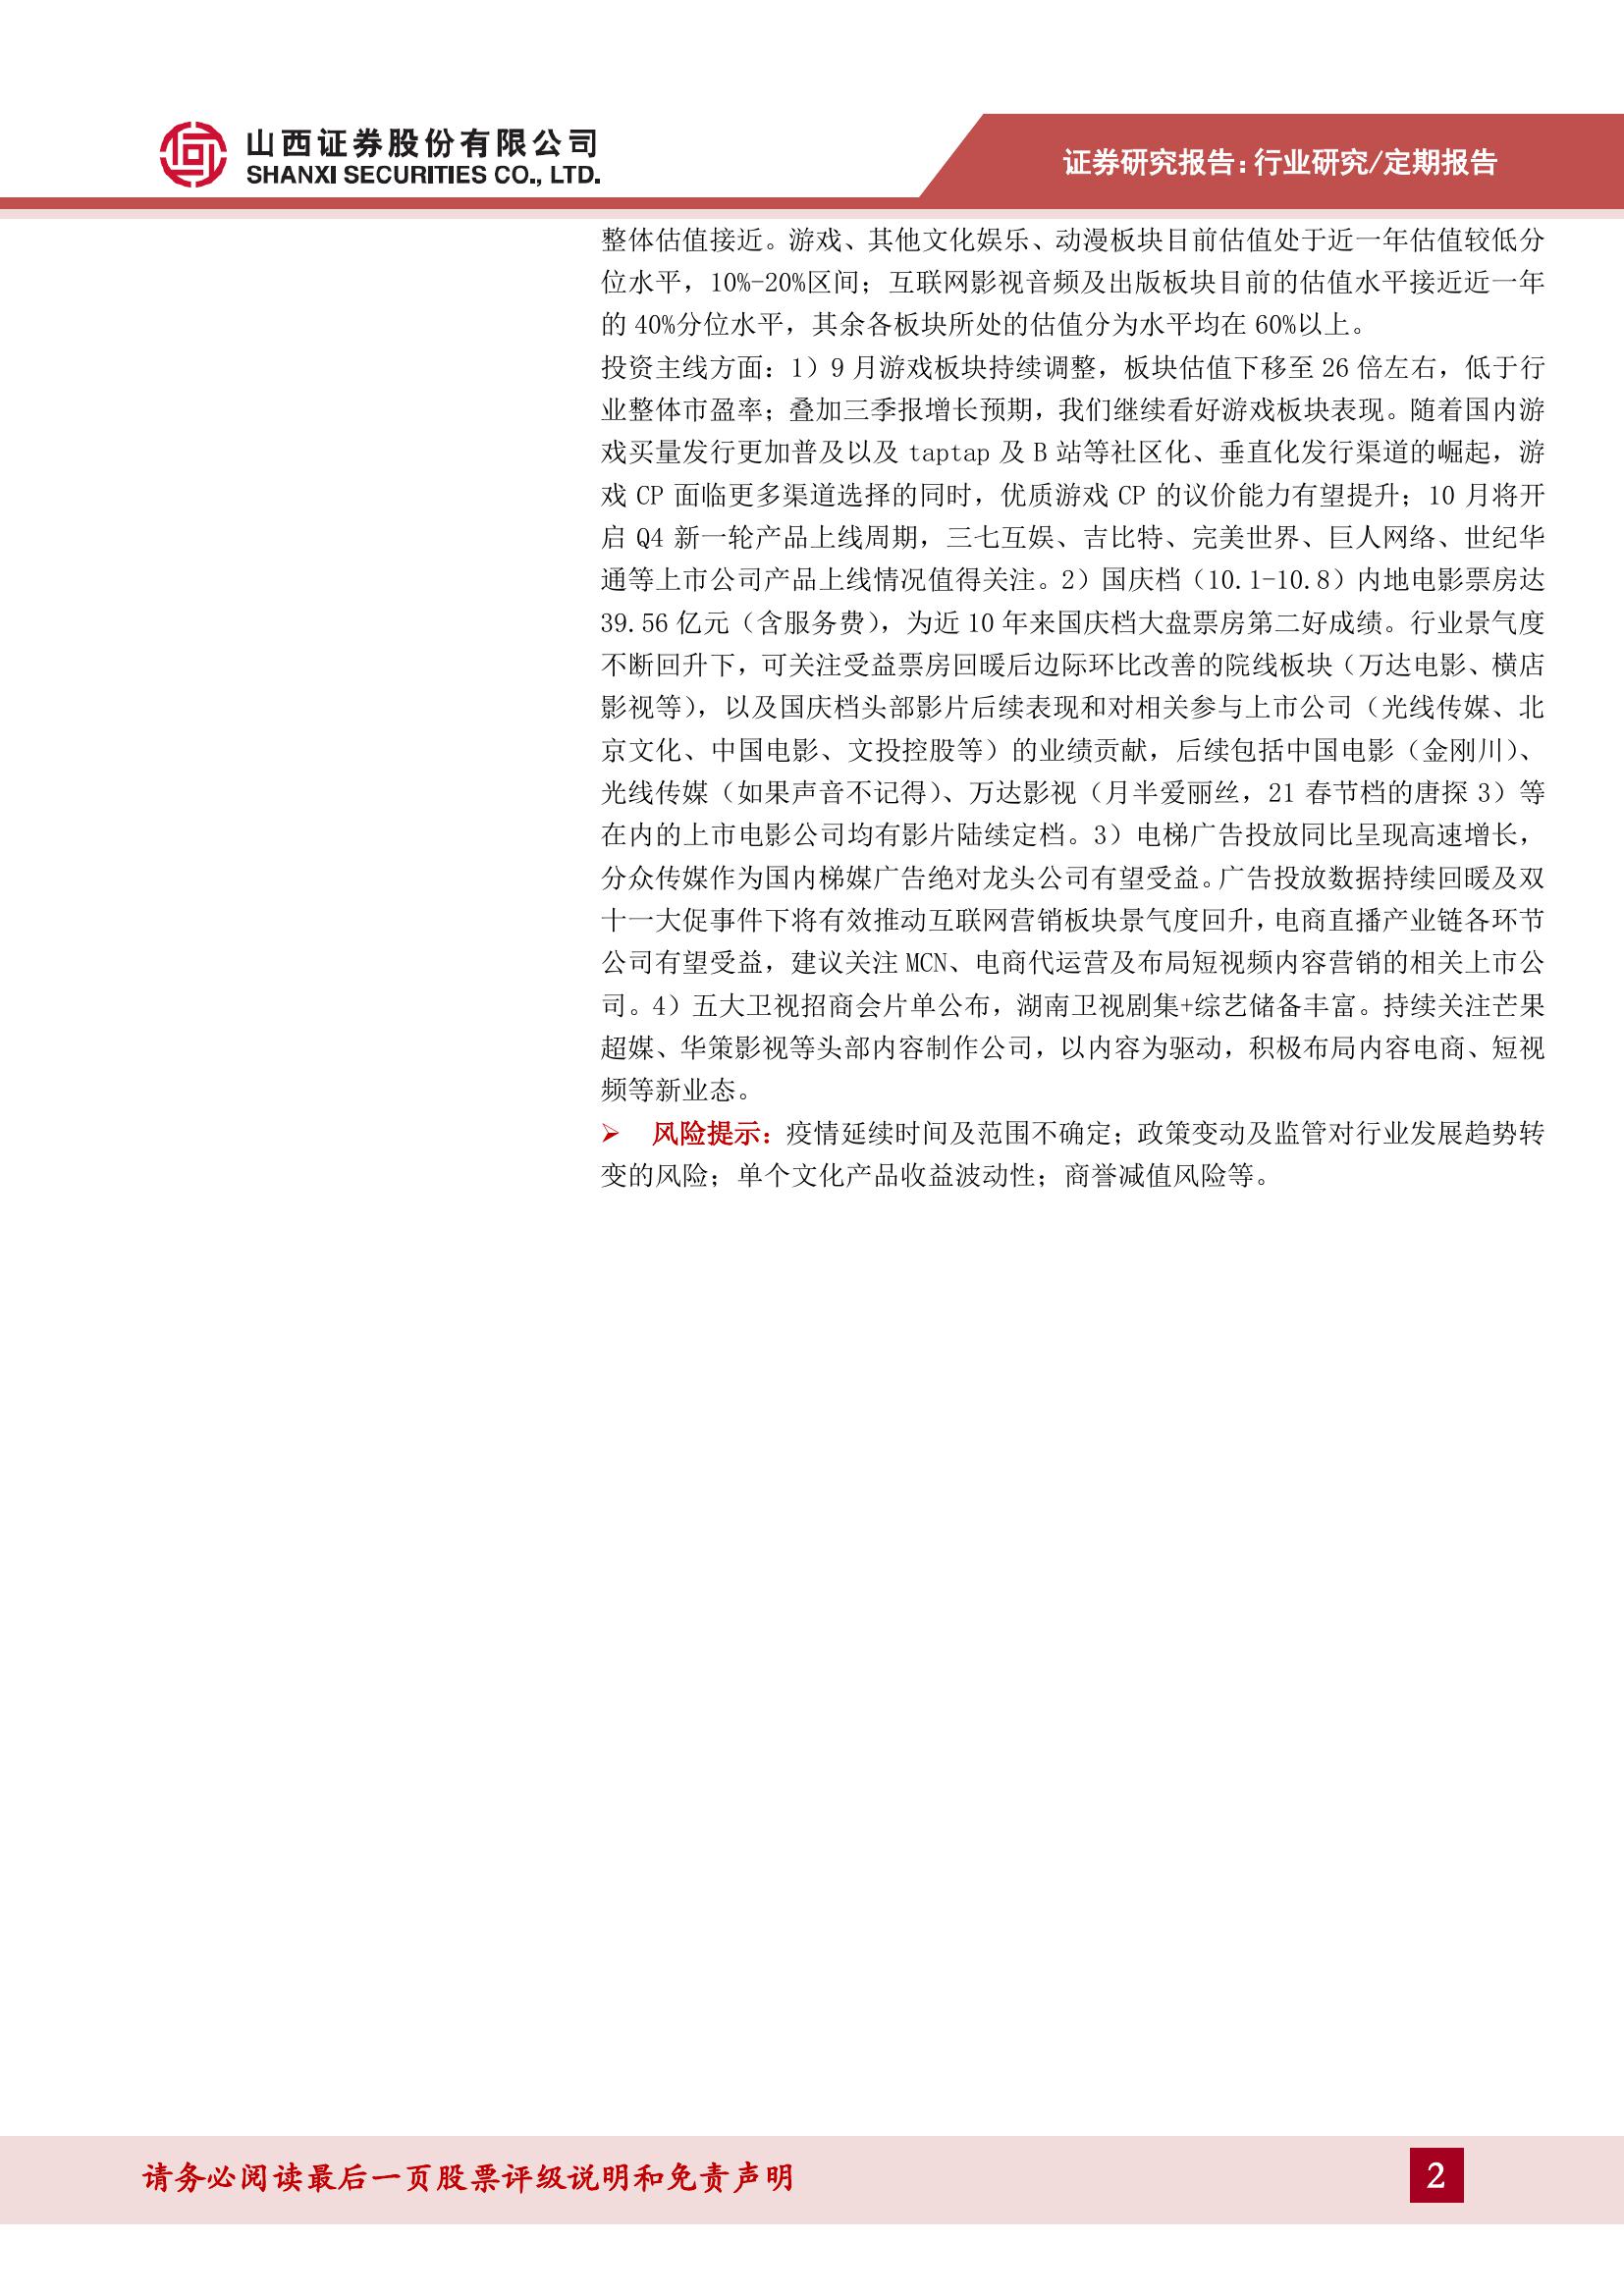 山西证券股份有限公司
SHANXI SECURITIES CO., LTD.
证券研究报告：行业研究/定期报告
整体估值接近。游戏、其他文化娱乐、动漫板块目前估值处于近一年估值较低分
位水平，10%-20%区间；互联网影视音频及出版板块目前的估值水平接近近一年
的 40%分位水平，其余各板块所处的估值分为水平均在 60%以上。
投资主线方面：1）9 月游戏板块持续调整，板块估值下移至 26 倍左右，低于行
业整体市盈率；叠加三季报增长预期，我们继续看好游戏板块表现。随着国内游
戏买量发行更加普及以及 taptap 及 B 站等社区化、垂直化发行渠道的崛起，游
戏 CP 面临更多渠道选择的同时，优质游戏 CP 的议价能力有望提升；10 月将开
启 Q4 新一轮产品上线周期，三七互娱、吉比特、完美世界、巨人网络、世纪华
通等上市公司产品上线情况值得关注。2）国庆档（10.1-10.8）内地电影票房达
39.56 亿元（含服务费），为近 10 年来国庆档大盘票房第二好成绩。行业景气度
不断回升下，可关注受益票房回暖后边际环比改善的院线板块（万达电影、横店
影视等），以及国庆档头部影片后续表现和对相关参与上市公司（光线传媒、北
京文化、中国电影、文投控股等）的业绩贡献，后续包括中国电影（金刚川）、
光线传媒（如果声音不记得）、万达影视（月半爱丽丝，21 春节档的唐探 3）等
在内的上市电影公司均有影片陆续定档。3）电梯广告投放同比呈现高速增长，
分众传媒作为国内梯媒广告绝对龙头公司有望受益。广告投放数据持续回暖及双
十一大促事件下将有效推动互联网营销板块景气度回升，电商直播产业链各环节
公司有望受益，建议关注 MCN、电商代运营及布局短视频内容营销的相关上市公
司。4）五大卫视招商会片单公布，湖南卫视剧集+综艺储备丰富。持续关注芒果
超媒、华策影视等头部内容制作公司，以内容为驱动，积极布局内容电商、短视
频等新业态。
➢ 风险提示：疫情延续时间及范围不确定；政策变动及监管对行业发展趋势转
变的风险；单个文化产品收益波动性；商誉减值风险等。
请务必阅读最后一页股票评级说明和免责声明
2